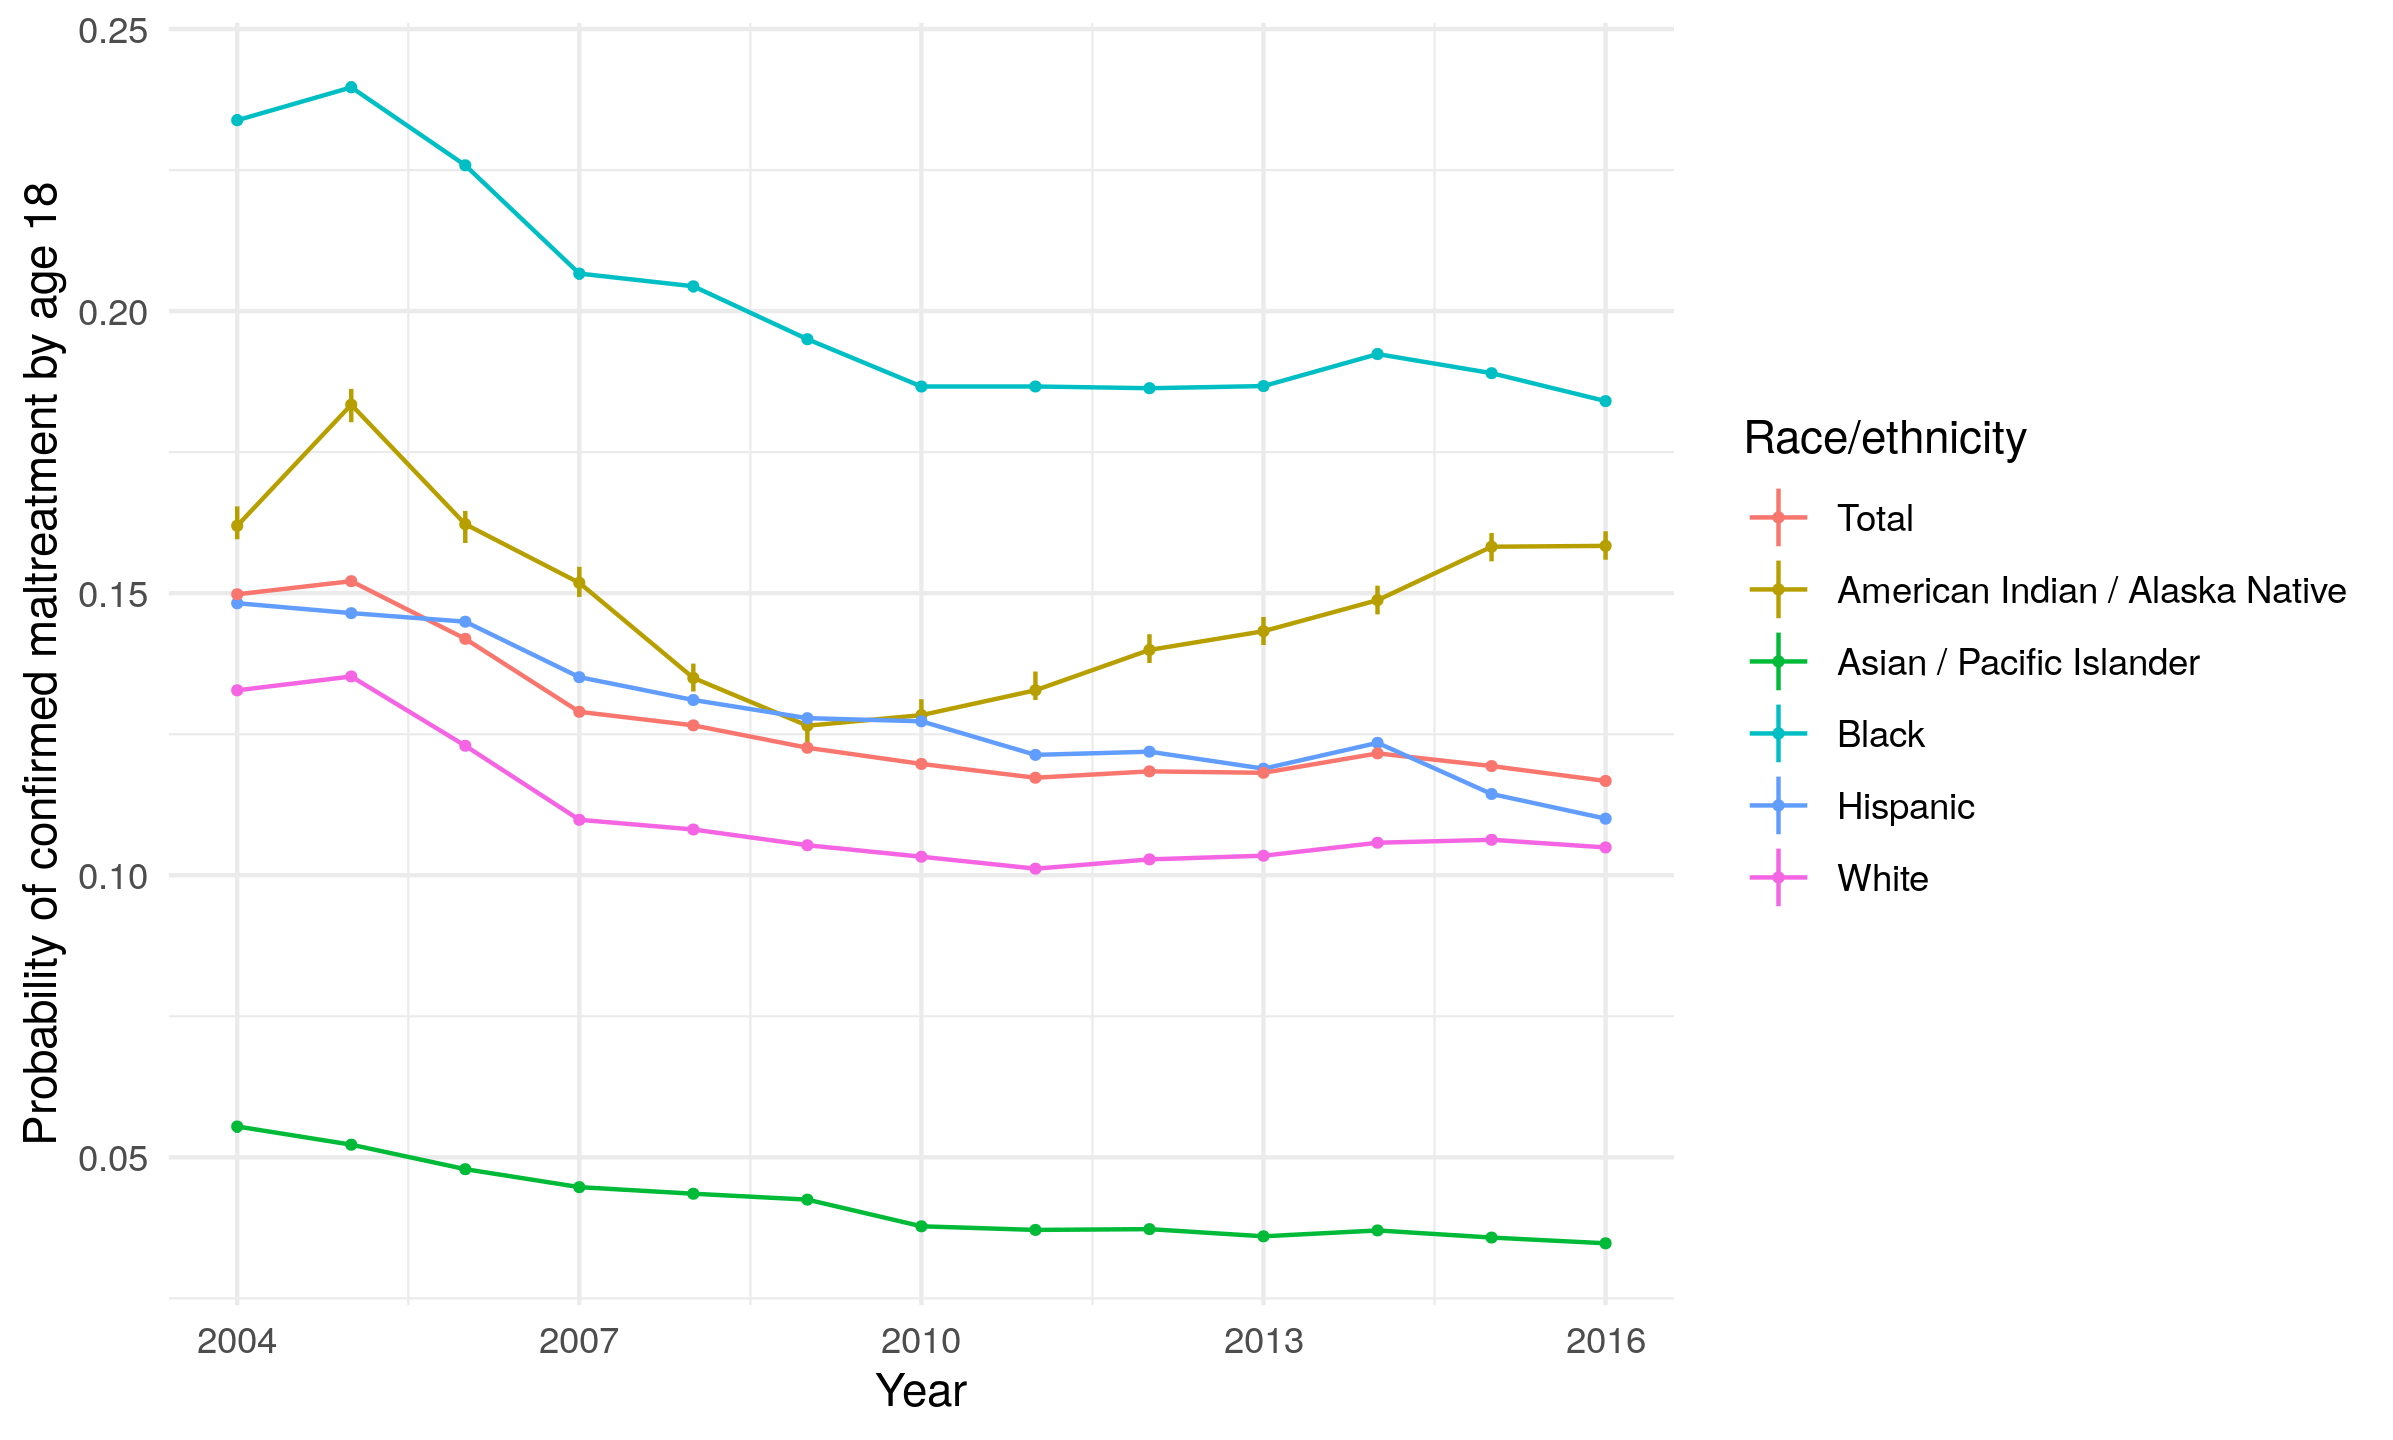 Probability of confirmed maltreatment by age 18
0.25
0.20
0.15
0.10
0.05
2004 2007 2010 2013 2016
Year
Race/ethnicity
Total
American Indian / Alaska Native
Asian / Pacific Islander
Black
Hispanic
White